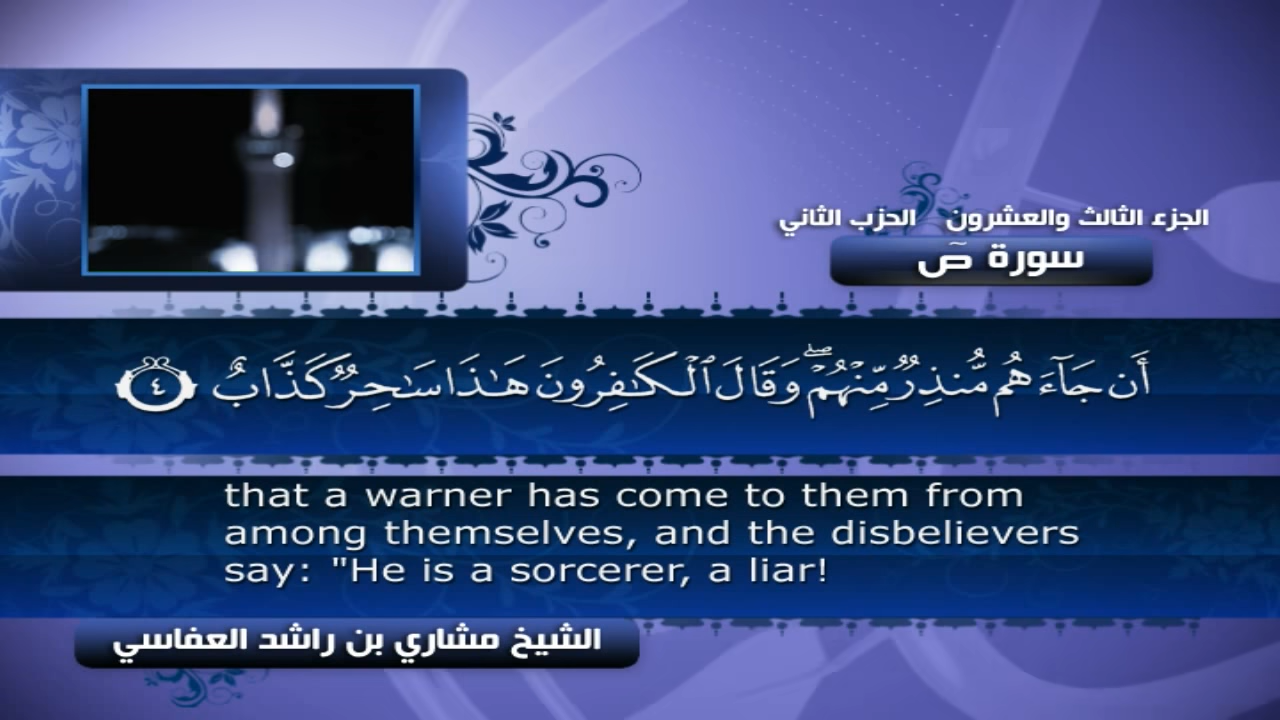 الجزء الثالث والعشرون الحزب الثاني
سورة صٓ
أَن جَآءَهُم مُّنذِرٌ مِّنْهُمْ ۖ وَقَالَ ٱلْكَـٰفِرُونَ هَـٰذَا سَـٰحِرٌ كَذَّابٌ ٤
that a warner has come to them from
among themselves, and the disbelievers
say: "He is a sorcerer, a liar!
الشيخ مشاري بن راشد العفاسي